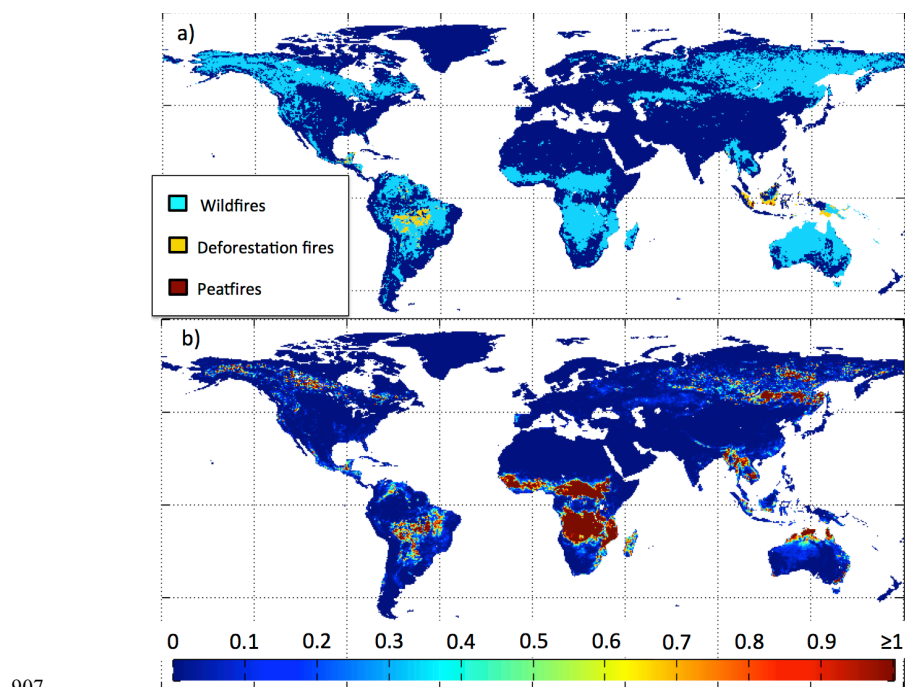 a)
Wildfires
Deforestation fires
Peatfires
b)
0 0.1 0.2 0.3 0.4 0.5 0.6 0.7 0.8 0.9 ≥1
907